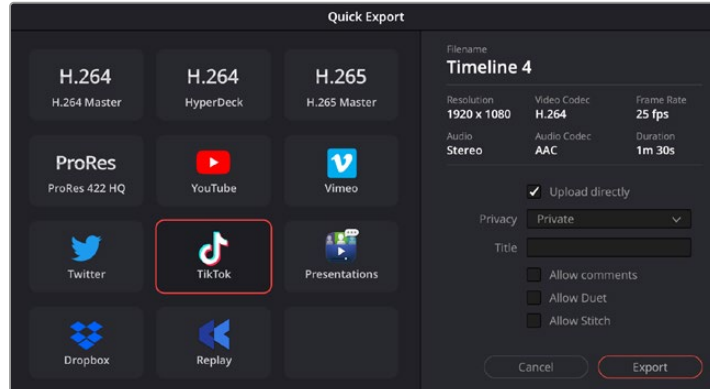 Quick Export
H.264
H.264 Master
H.264
HyperDeck
H.265
H.265 Master
ProRes
ProRes 422 HQ
YouTube
Vimeo
Twitter
TikTok
Presentations
Dropbox
Replay
Filename
Timeline 4
Resolution Video Codec Frame Rate
1920 x 1080 H.264 25 fps
Audio Audio Codec Duration
Stereo AAC 1m 30s
Upload directly
Privacy Private
Title
Allow comments
Allow Duet
Allow Stitch
Cancel Export